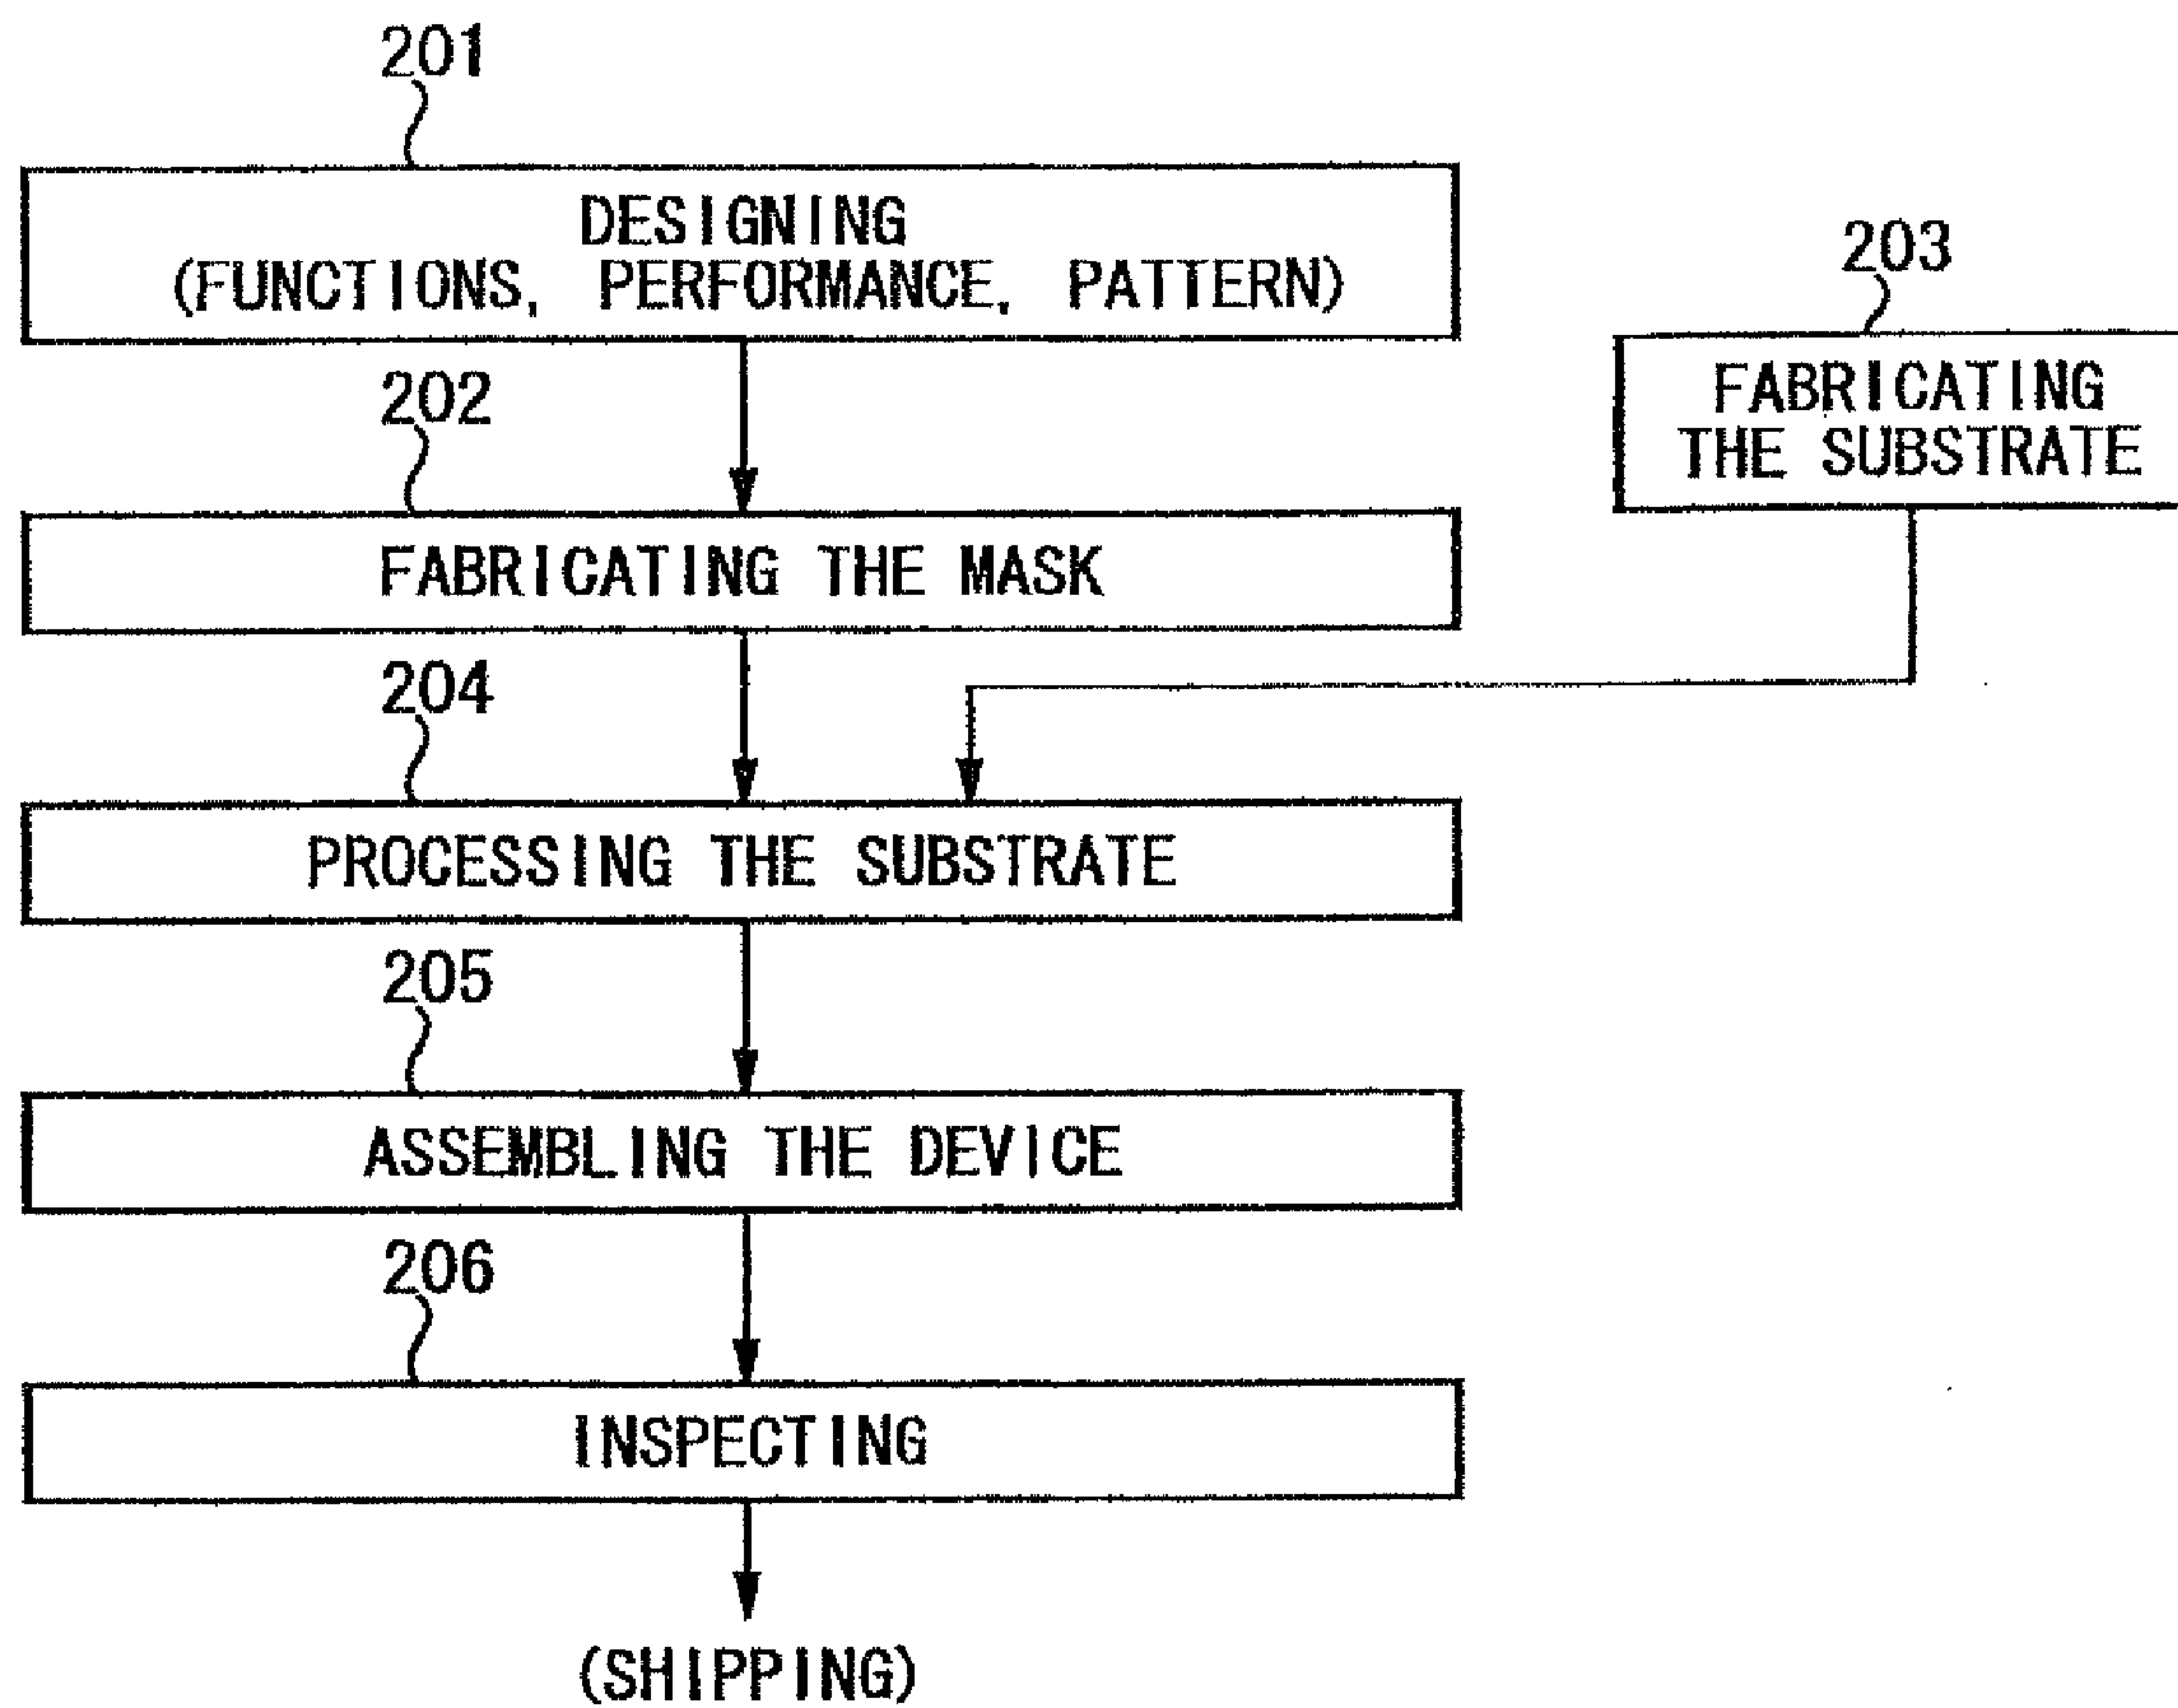 201
DESIGNING
(FUNCTIONS, PERFORMANCE, PATTERN)
203
FABRICATING
THE SUBSTRATE
202
FABRICATING THE MASK
204
PROCESSING THE SUBSTRATE
205
ASSEMBLING THE DEVICE
206
INSPECTING
(SHIPPING)